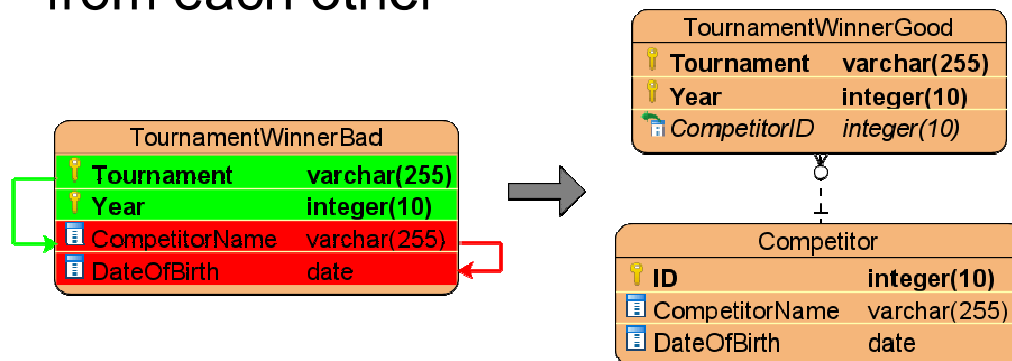 from each other
TournamentWinnerBad
Tournament varchar(255)
Year integer(10)
CompetitorName varchar(255)
DateOfBirth date
TournamentWinnerGood
Tournament varchar(255)
Year integer(10)
CompetitorID integer(10)
Competitor
ID integer(10)
CompetitorName varchar(255)
DateOfBirth date